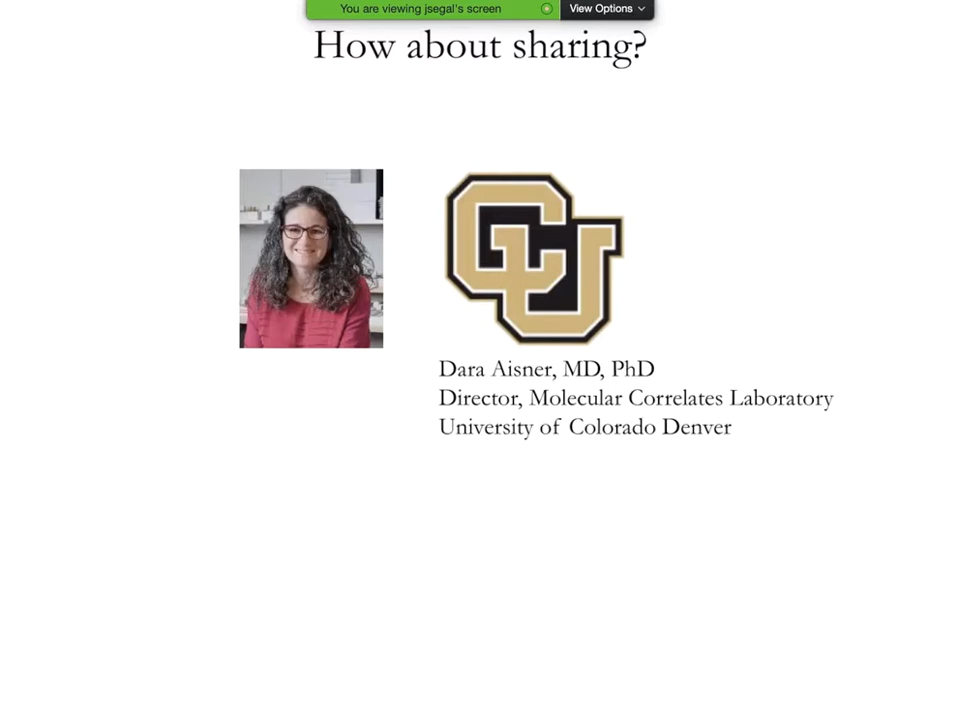 You are viewing jsegal's screen
View Options
How about sharing?
CU
Dara Aisner, MD, PhD
Director, Molecular Correlates Laboratory
University of Colorado Denver